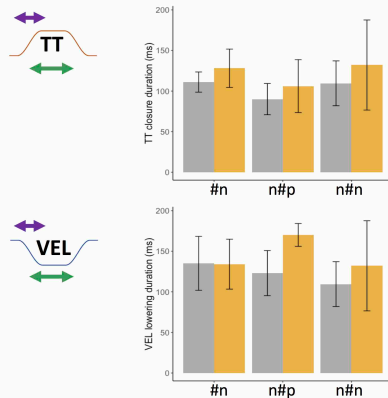 TT
TT closure duration (ms)
200
150
100
50
0
#n n#p n#n
VEL
VEL lowering duration (ms)
200
150
100
50
0
#n n#p n#n